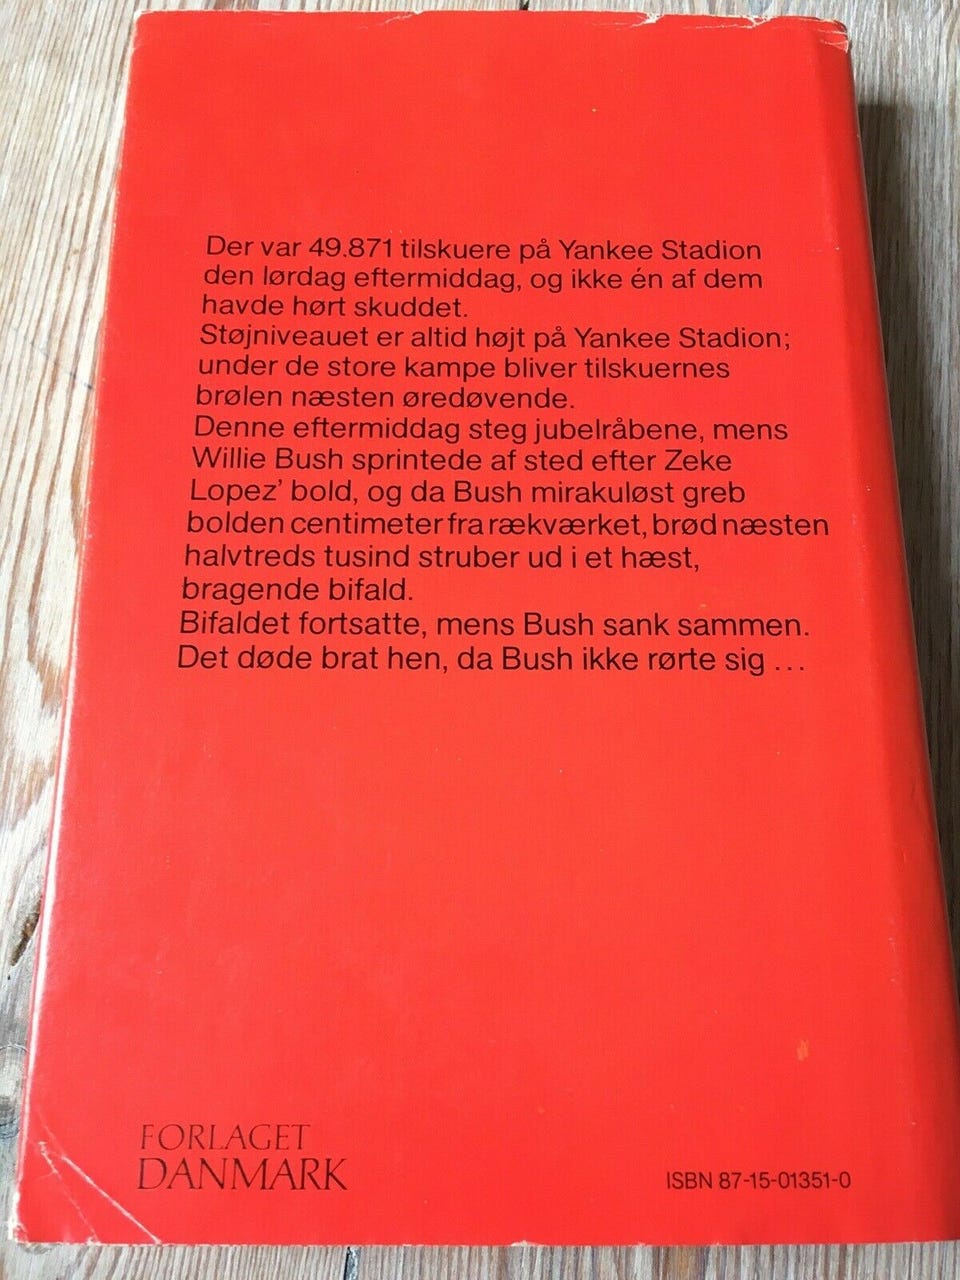 Der var 49.871 tilskuere på Yankee Stadion
den lørdag eftermiddag, og ikke én af dem
havde hørt skuddet.
Støjniveauet er altid højt på Yankee Stadion;
under de store kampe bliver tilskuernes
brølen næsten øredøvende.
Denne eftermiddag steg jubelråbene, mens
Willie Bush sprintede af sted efter Zeke
Lopez' bold, og da Bush mirakuløst greb
bolden centimeter fra rækværket, brød næsten
halvtreds tusind struber ud i et hæst,
bragende bifald.
Bifaldet fortsatte, mens Bush sank sammen.
Det døde brat hen, da Bush ikke rørte sig ...
FORLAGET
DANMARK
ISBN 87-15-01351-0